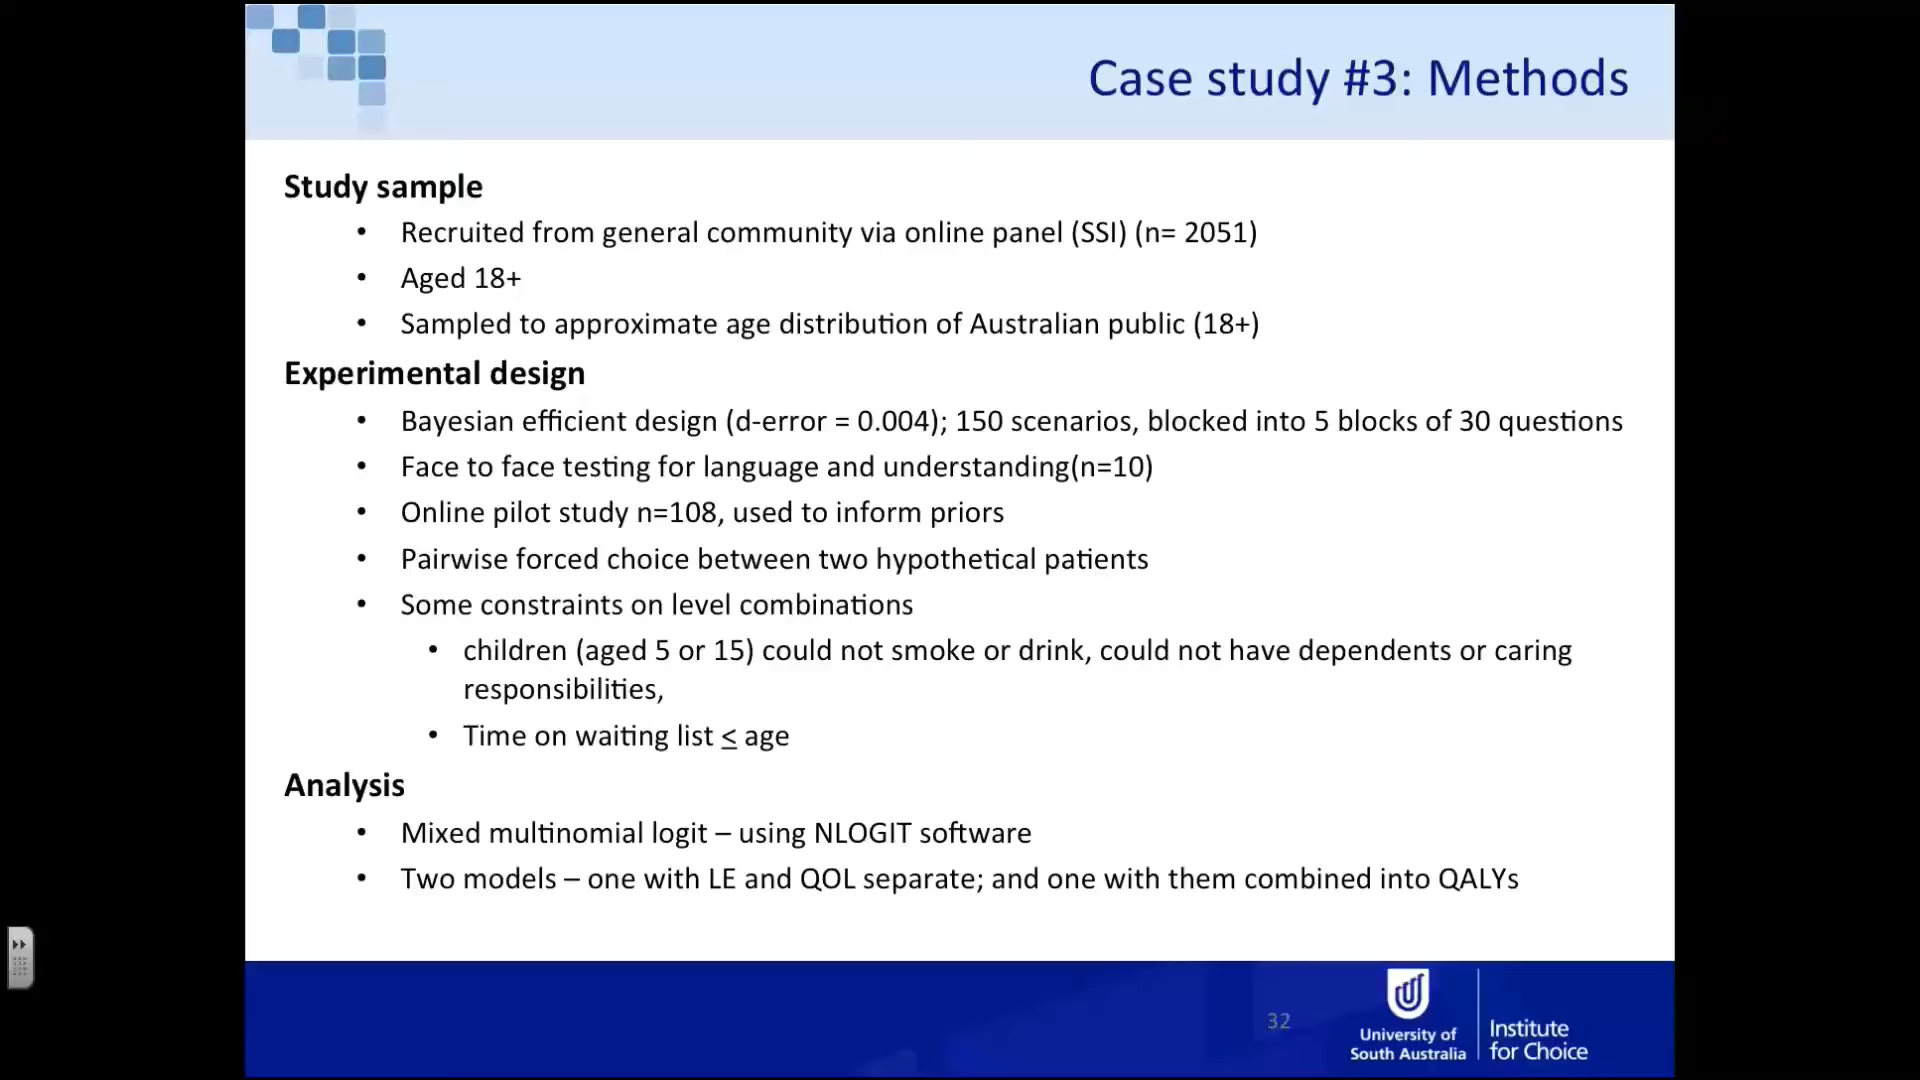 Case study #3: Methods
Study sample
• Recruited from general community via online panel (SSI) (n= 2051)
• Aged 18+
• Sampled to approximate age distribution of Australian public (18+)
Experimental design
• Bayesian efficient design (d-error = 0.004); 150 scenarios, blocked into 5 blocks of 30 questions
• Face to face testing for language and understanding(n=10)
• Online pilot study n=108, used to inform priors
• Pairwise forced choice between two hypothetical patients
• Some constraints on level combinations
• children (aged 5 or 15) could not smoke or drink, could not have dependents or caring
responsibilities,
• Time on waiting list ≤ age
Analysis
• Mixed multinomial logit – using NLOGIT software
• Two models – one with LE and QOL separate; and one with them combined into QALYs
32
University of
South Australia
Institute
for Choice